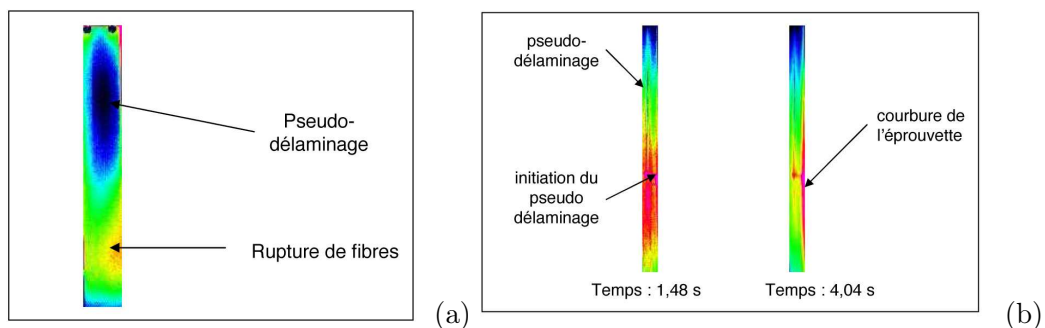 Pseudo-
délaminage
Rupture de fibres
(a)
pseudo-
délaminage
initiation du
pseudo
délaminage
courbure de
l'éprouvette
Temps : 1,48 s
Temps : 4,04 s
(b)